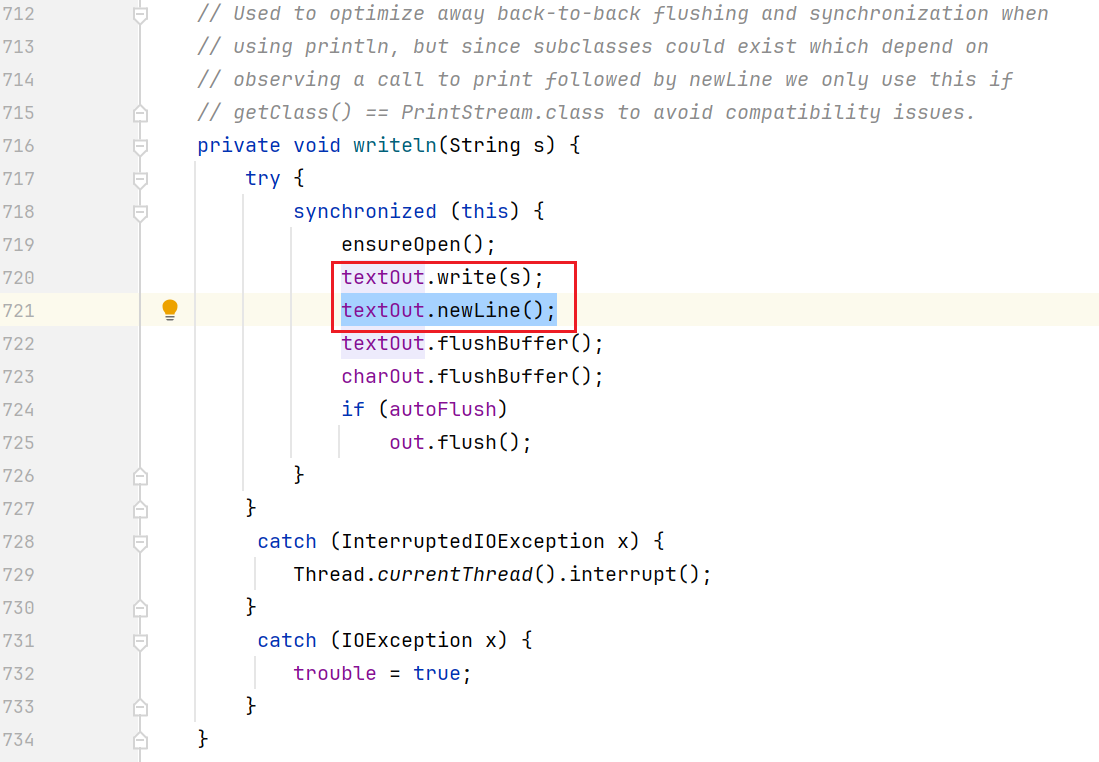 712 // Used to optimize away back-to-back flushing and synchronization when
713 // using println, but since subclasses could exist which depend on
714 // observing a call to print followed by newLine we only use this if
715 // getClass() == PrintStream.class to avoid compatibility issues.
716 private void writeln(String s) {
717 try {
718 synchronized (this) {
719 ensureOpen();
720 textOut.write(s);
721 textOut.newLine();
722 textOut.flushBuffer();
723 charOut.flushBuffer();
724 if (autoFlush)
725 out.flush();
726 }
727 }
728 catch (InterruptedIOException x) {
729 Thread.currentThread().interrupt();
730 }
731 catch (IOException x) {
732 trouble = true;
733 }
734 }